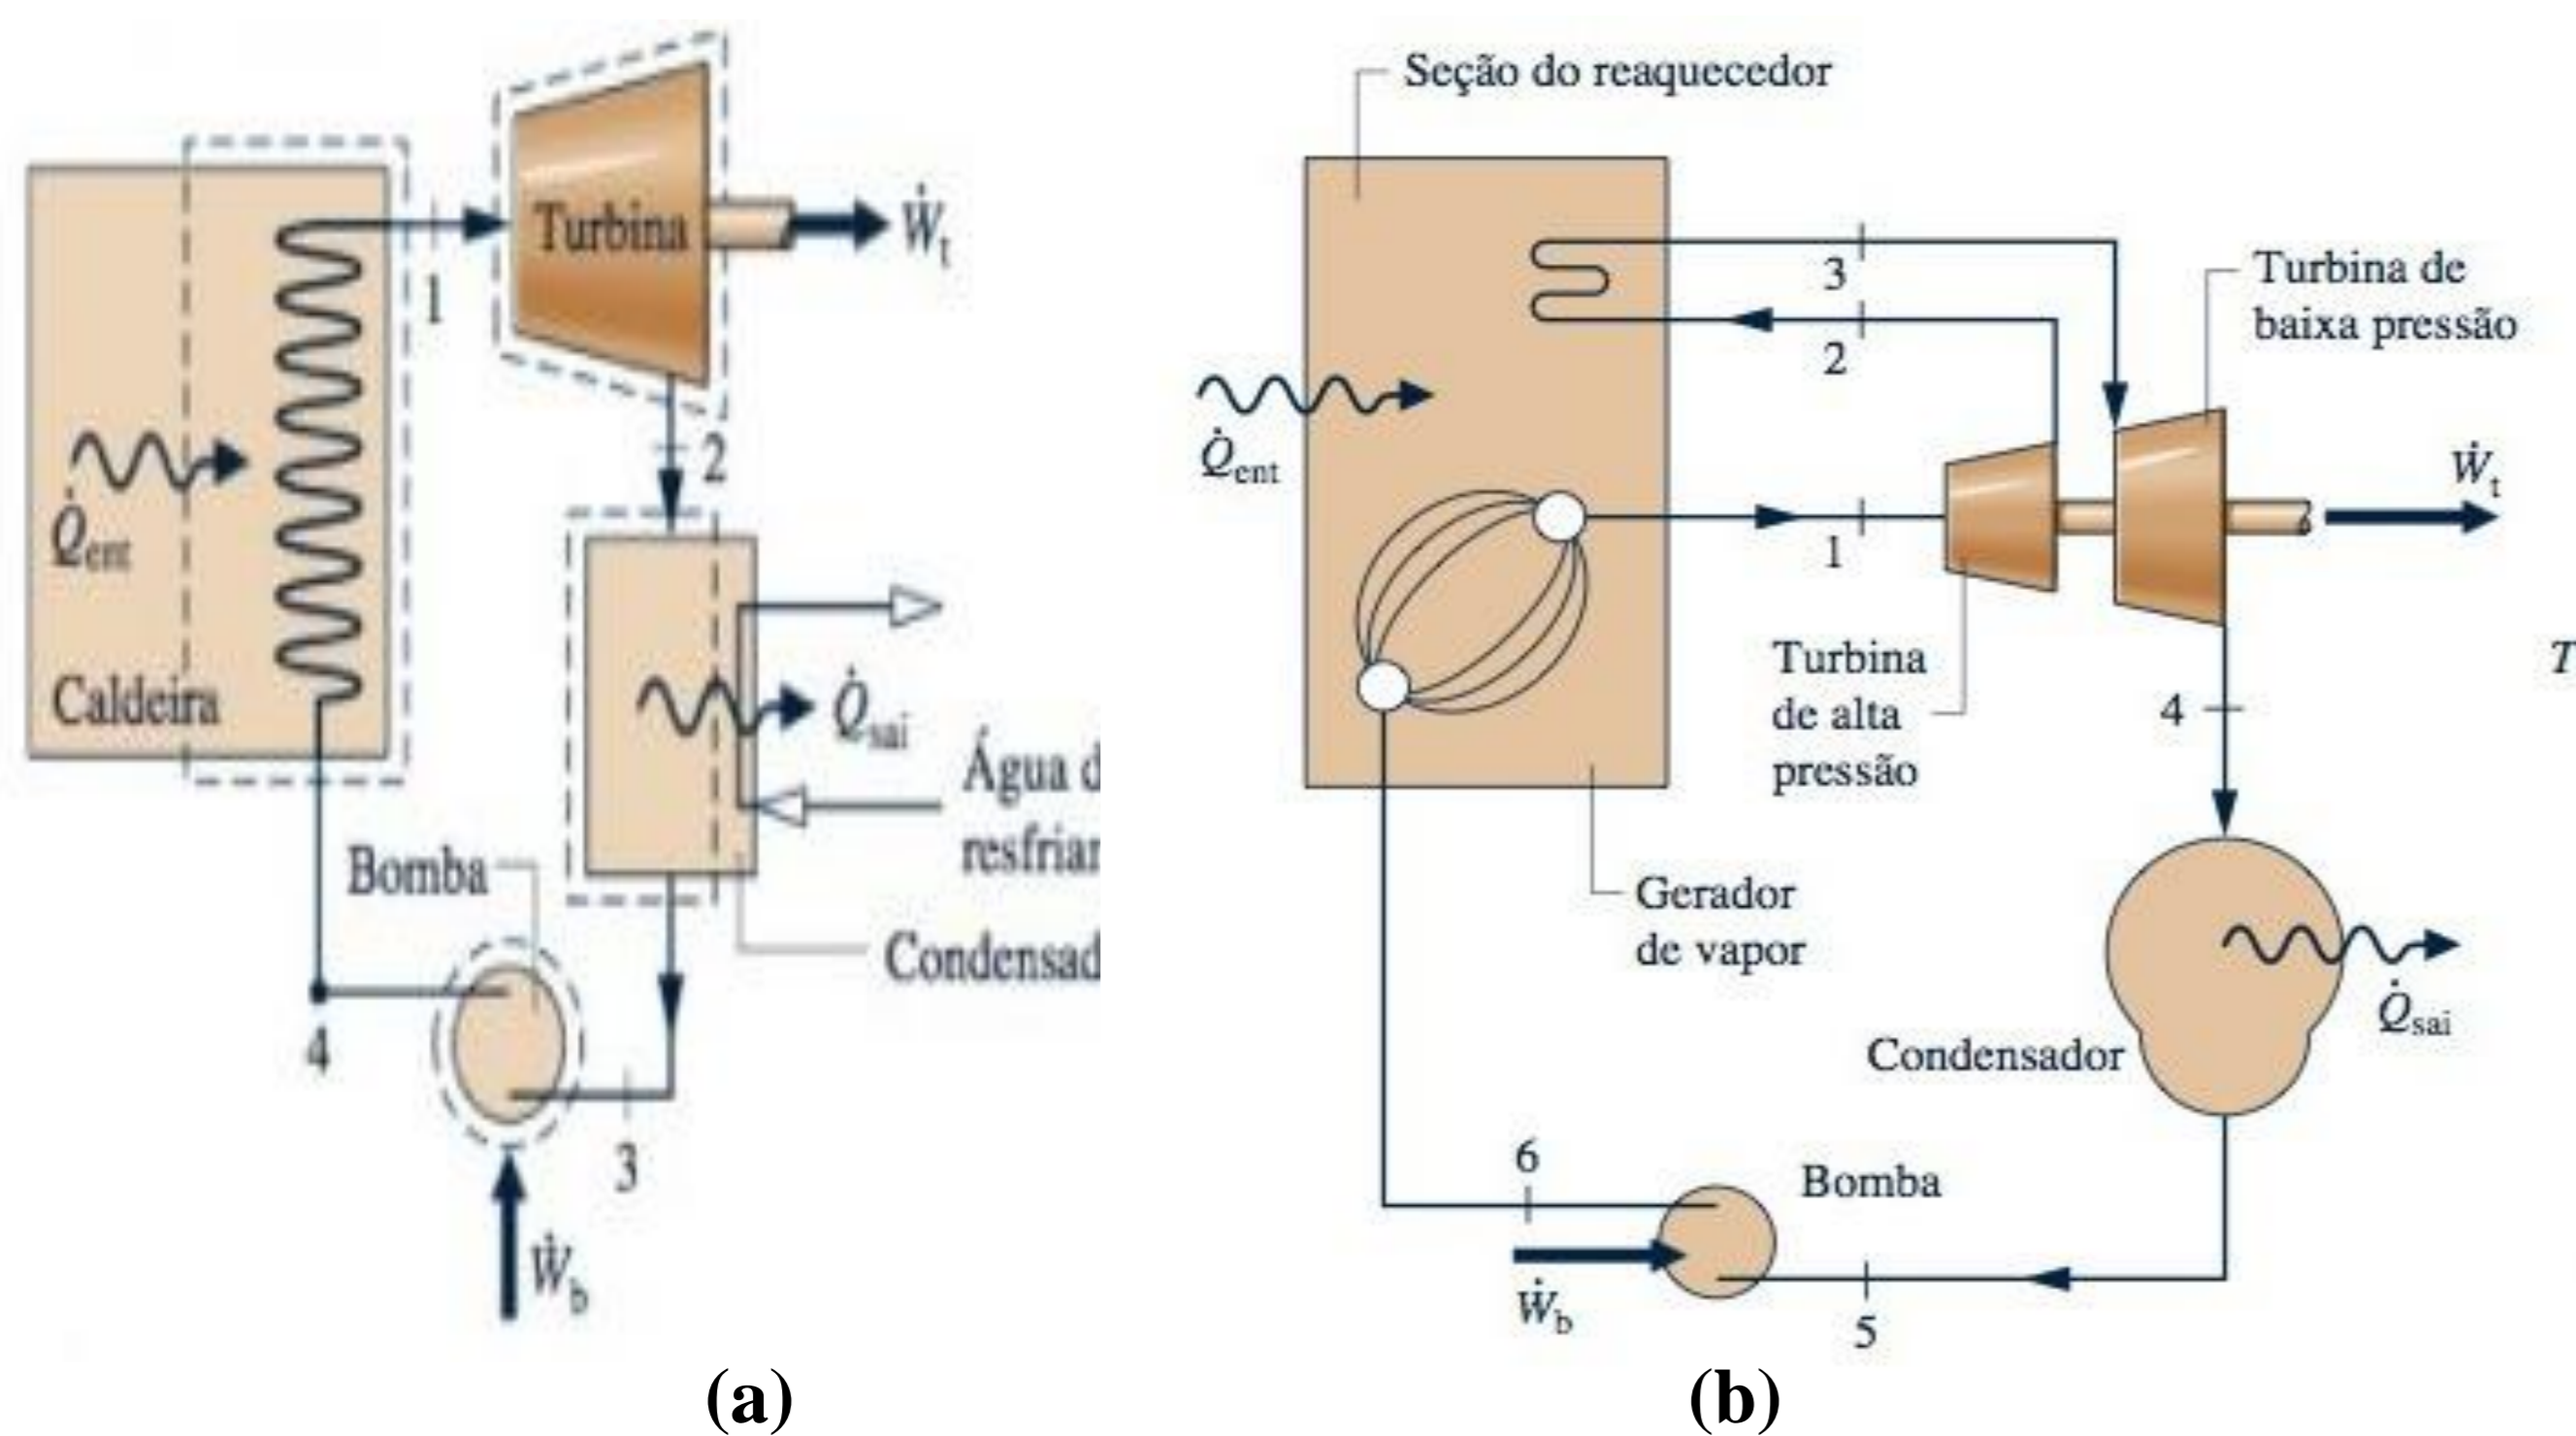 Turbina
Ẇt
1
2
Q̇ent
Caldeira
Q̇sai
Água d
resfriar
Bomba
Condensad
4
3
Ẇb
(a)
Seção do reaquecedor
3
2
Turbina de
baixa pressão
Q̇ent
Ẇt
1
Turbina
de alta
pressão
T
4
Gerador
de vapor
Q̇sai
Condensador
6
Bomba
Ẇb
5
(b)